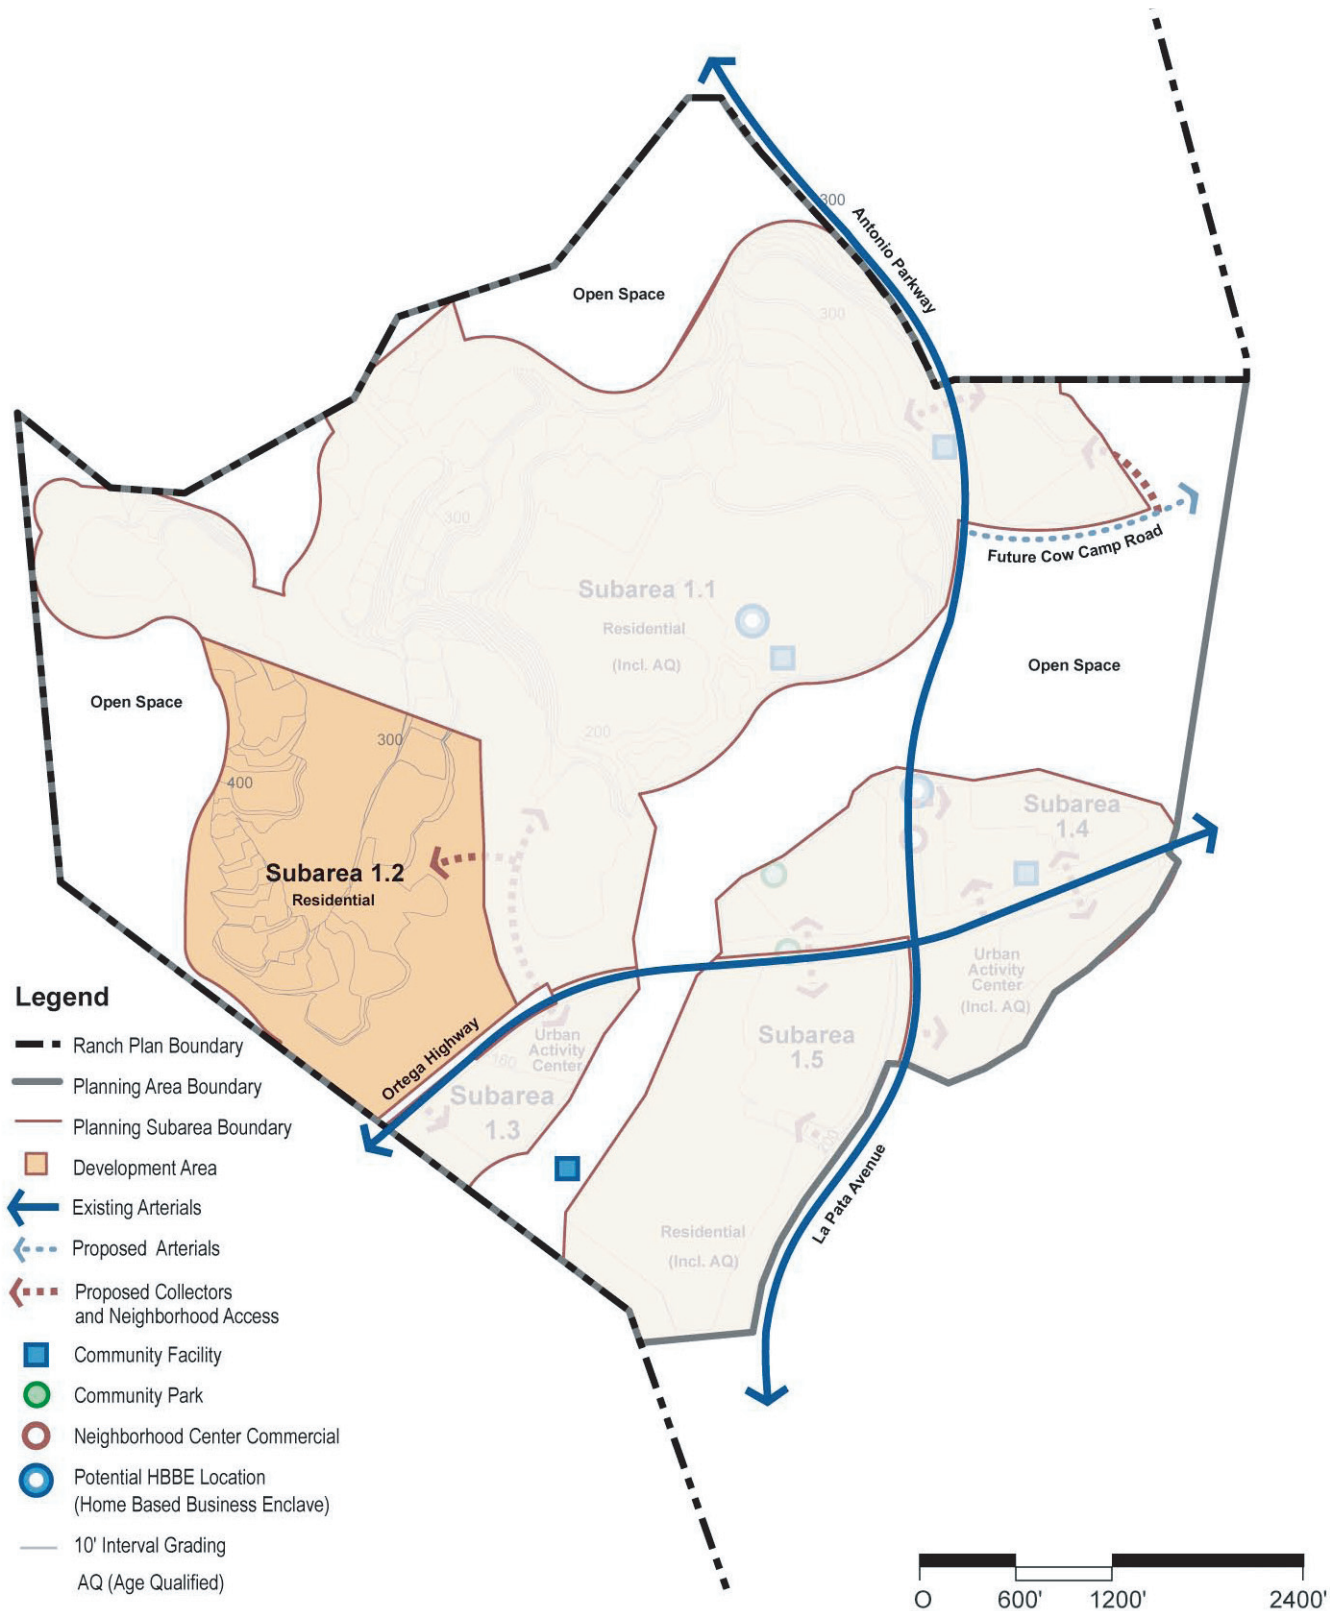 300
Antonio Parkway
Open Space
300
300
Future Cow Camp Road
Subarea 1.1
Residential
(Incl. AQ)
Open Space
Open Space
200
300
400
Subarea
1.4
Subarea 1.2
Residential
Urban
Activity
Center
(Incl. AQ)
Legend
Ranch Plan Boundary
Planning Area Boundary
Planning Subarea Boundary
Development Area
Existing Arterials
Proposed Arterials
Proposed Collectors
and Neighborhood Access
Community Facility
Community Park
Neighborhood Center Commercial
Potential HBBE Location
(Home Based Business Enclave)
10' Interval Grading
AQ (Age Qualified)
Ortega Highway
Urban
Activity
Center
160
Subarea
1.3
Subarea
1.5
200
La Pata Avenue
Residential
(Incl. AQ)
O 600' 1200' 2400'